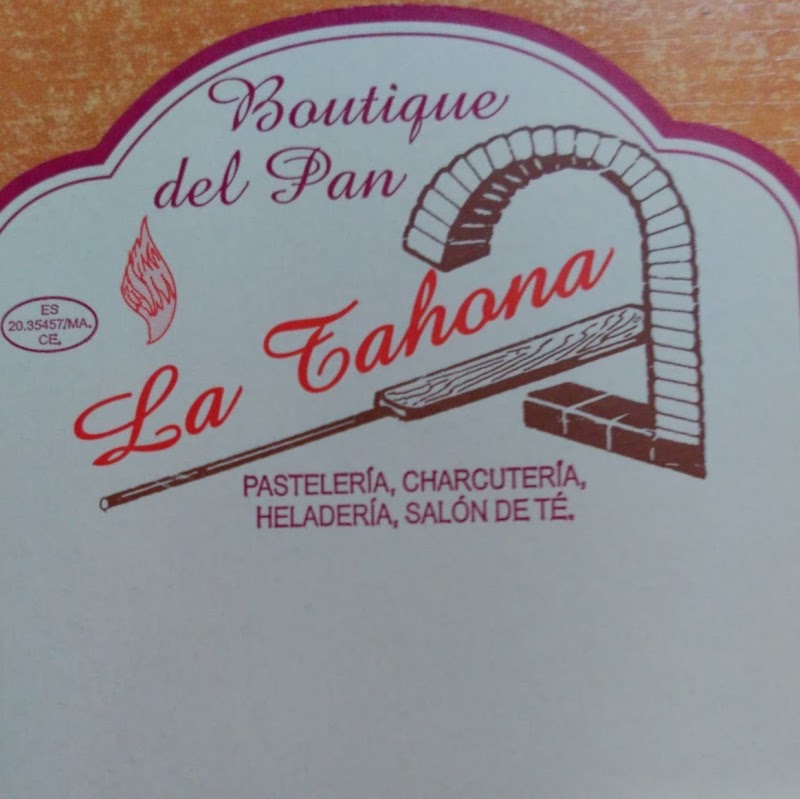 Boutique
del Pan
ES
20.35457/MA.
CE.
La Tahona
PASTELERÍA, CHARCUTERÍA,
HELADERÍA, SALÓN DE TÉ.